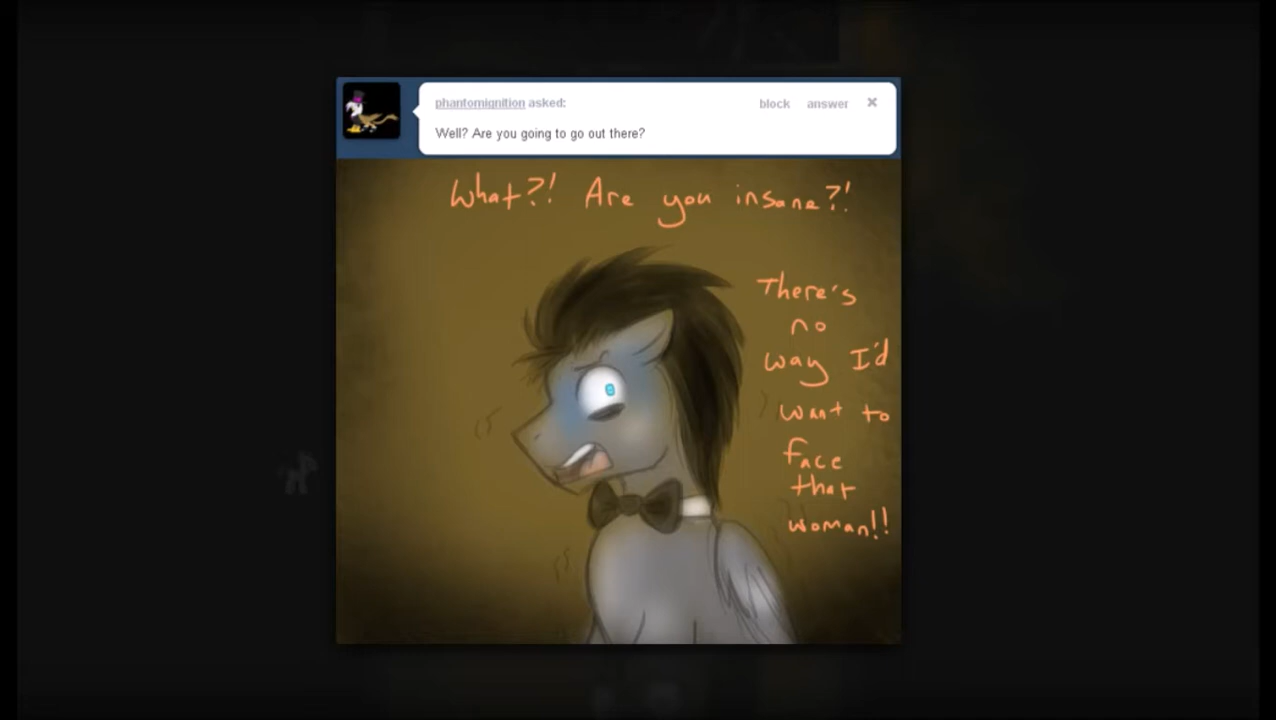 phantomignition asked:
block answer ×
Well? Are you going to go out there?
What?! Are you insane?!
There's
no
way I'd
want to
face
that
woman!!